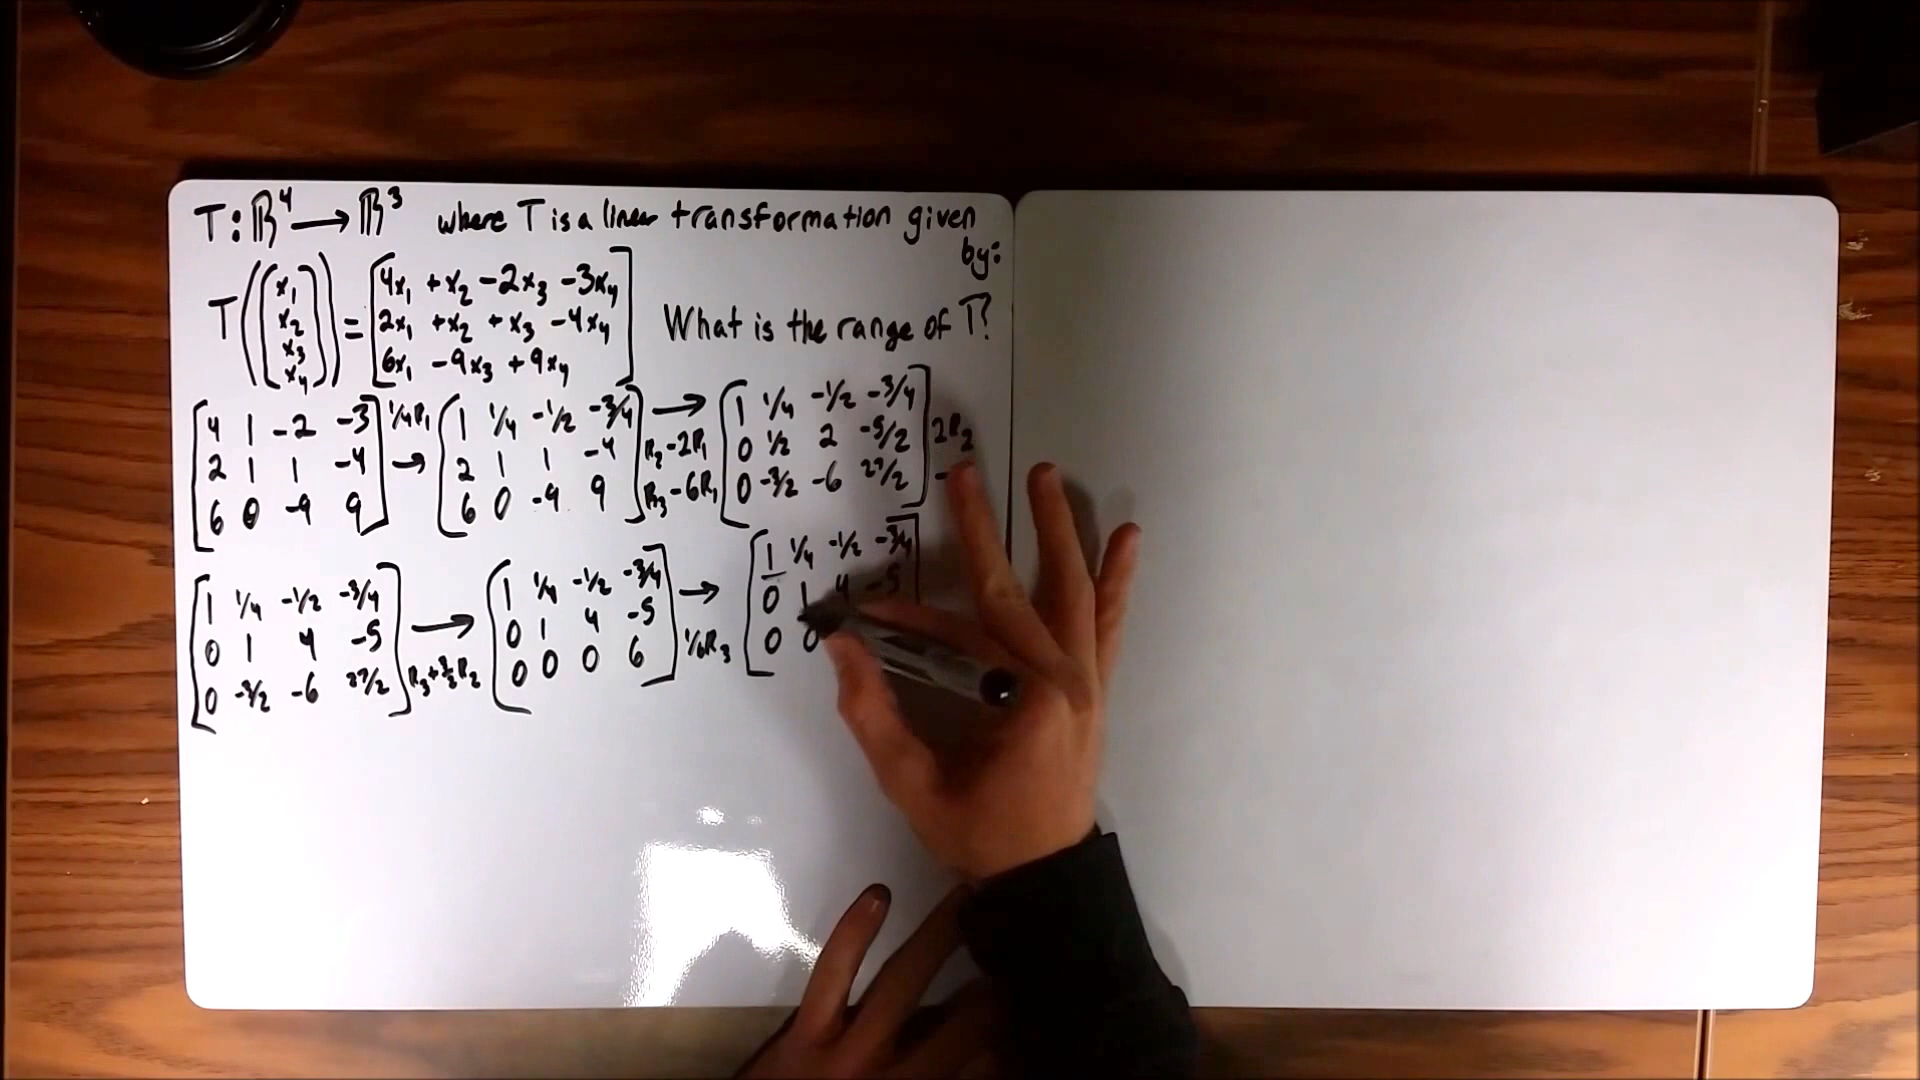 T: ℝ⁴ → ℝ³ where T is a linear transformation given
by:
T([x₁ x₂ x₃ x₄]) = [4x₁ + x₂ - 2x₃ - 3x₄
2x₁ + x₂ + x₃ - 4x₄
6x₁ - 9x₃ + 9x₄] What is the range of T?
[4 1 -2 -3] 1/4R₁ [1 1/4 -1/2 -3/4] → [1 1/4 -1/2 -3/4]
[2 1 1 -4] → [2 1 1 -4] R₂-2R₁ [0 1/2 2 -5/2] 2R₂
[6 0 -9 9] [6 0 -9 9] R₃-6R₁ [0 -3/2 -6 27/2] -
[1 1/4 -1/2 -3/4] [1 1/4 -1/2 -3/4] → [1 1/4 -1/2 -3/4]
[0 1 4 -5] → [0 1 4 -5] [0 1 4 -5]
[0 -3/2 -6 27/2] R₃+3/2R₂ [0 0 0 6] 1/6R₃ [0 0